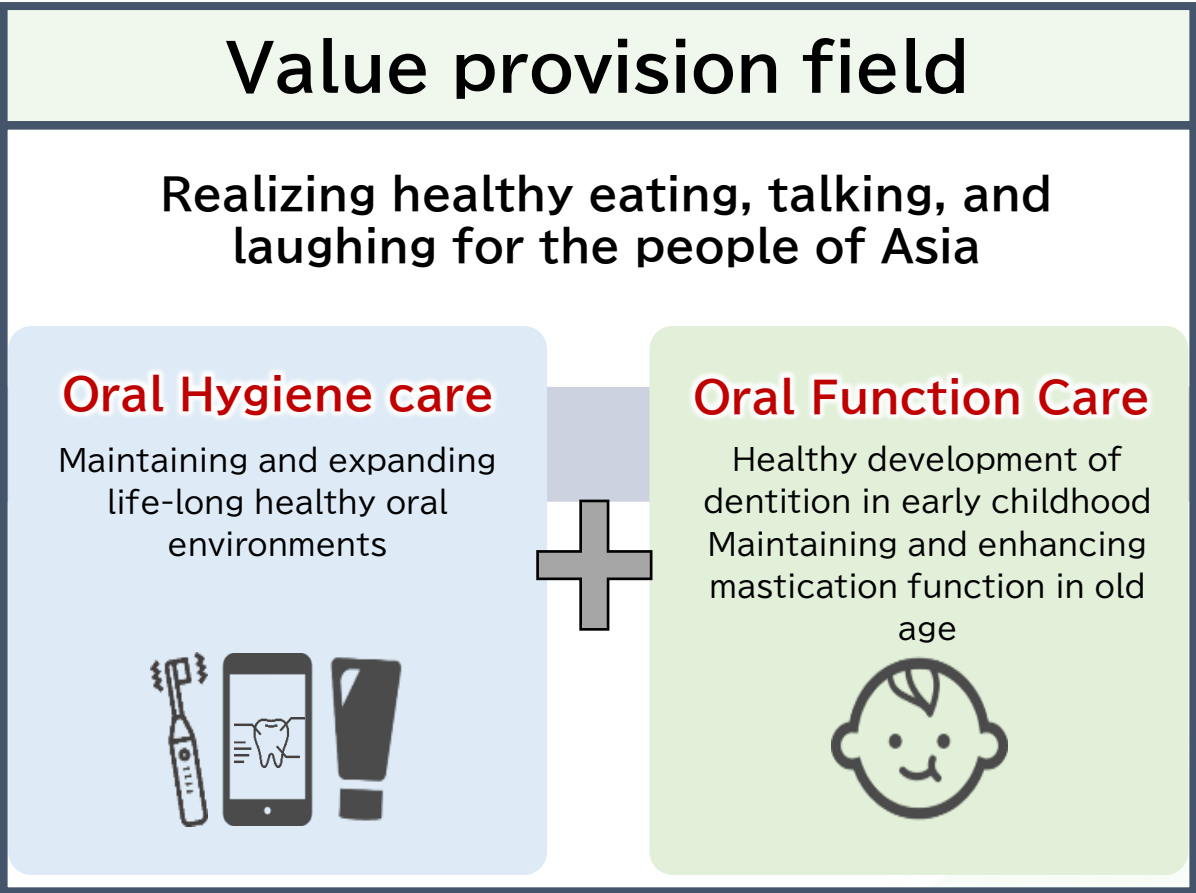 Value provision field
Realizing healthy eating, talking, and
laughing for the people of Asia
Oral Hygiene care
Maintaining and expanding
life-long healthy oral
environments
Oral Function Care
Healthy development of
dentition in early childhood
Maintaining and enhancing
mastication function in old
age